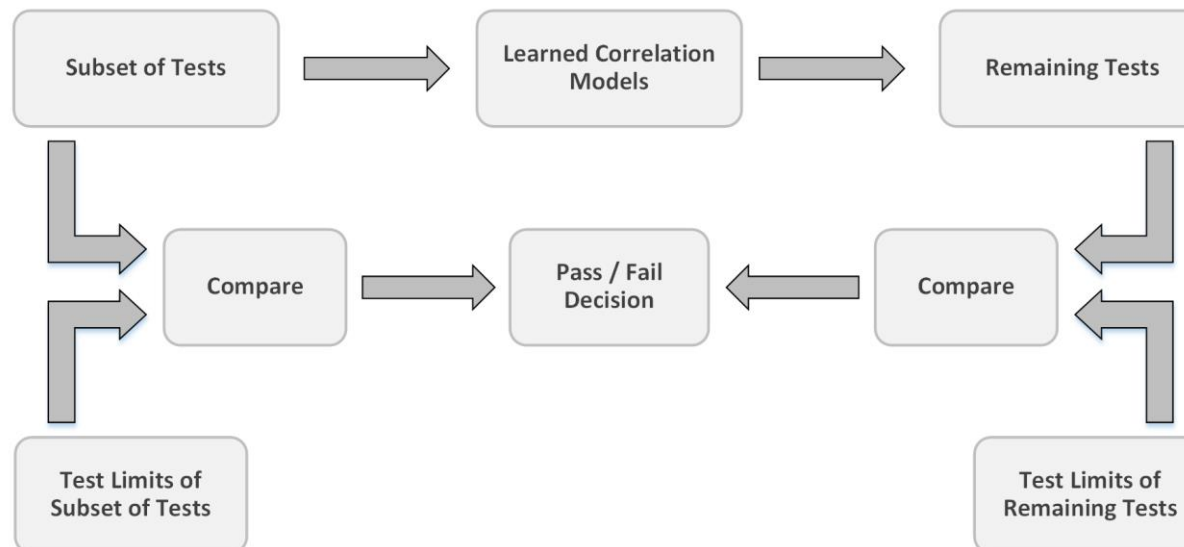 Subset of Tests
Learned Correlation
Models
Remaining Tests
Compare
Pass / Fail
Decision
Compare
Test Limits of
Subset of Tests
Test Limits of
Remaining Tests